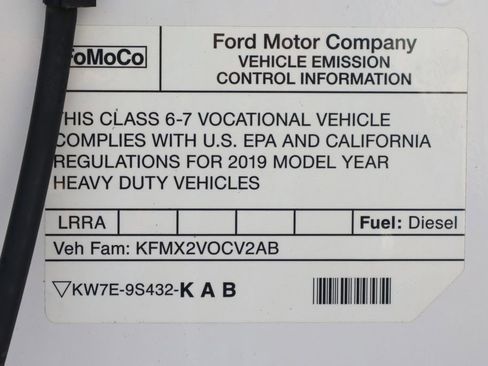 FoMoCo
Ford Motor Company
VEHICLE EMISSION
CONTROL INFORMATION
THIS CLASS 6-7 VOCATIONAL VEHICLE
COMPLIES WITH U.S. EPA AND CALIFORNIA
REGULATIONS FOR 2019 MODEL YEAR
HEAVY DUTY VEHICLES
LRRA Fuel: Diesel
Veh Fam: KFMX2VOCV2AB
▽KW7E-9S432-KAB